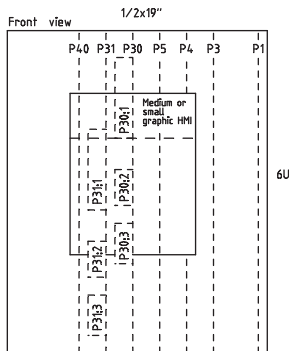 1/2x19"
Front view
P40 P31 P30 P5 P4 P3 P1
Medium or
small
graphic HMI
P30:1
6U
P31:1
P30:2
P31:2
P30:3
P31:3